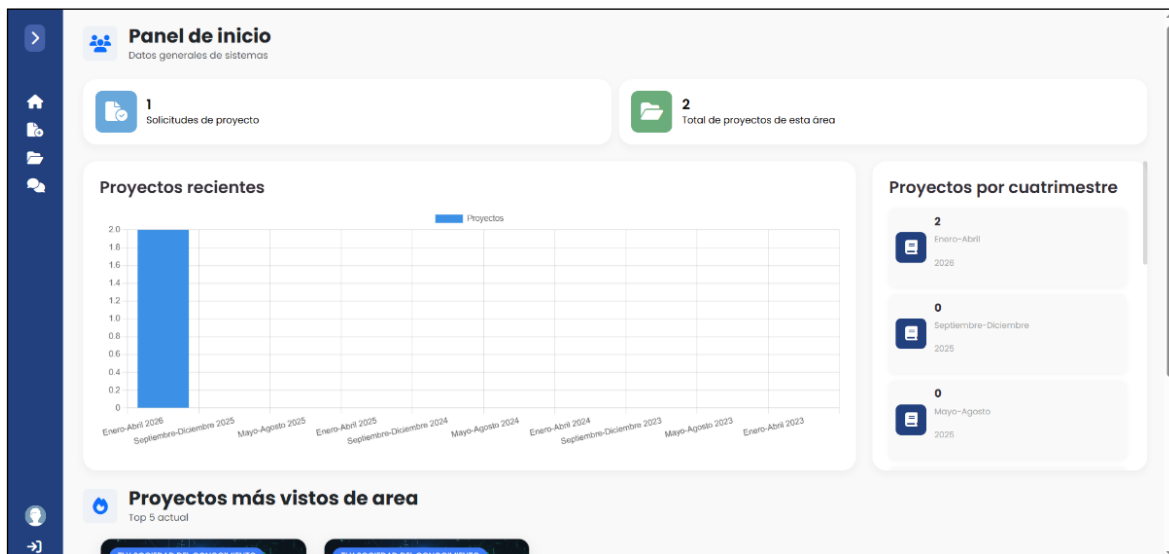 Panel de inicio
Datos generales de sistemas
1
Solicitudes de proyecto
2
Total de proyectos de esta área
Proyectos recientes
Proyectos
2.0
1.8
1.6
1.4
1.2
1.0
0.8
0.6
0.4
0.2
0
Enero-Abril 2026
Septiembre-Diciembre 2025
Mayo-Agosto 2025
Enero-Abril 2025
Septiembre-Diciembre 2024
Mayo-Agosto 2024
Enero-Abril 2024
Septiembre-Diciembre 2023
Mayo-Agosto 2023
Enero-Abril 2023
Proyectos por cuatrimestre
2
Enero-Abril
2026
0
Septiembre-Diciembre
2025
0
Mayo-Agosto
2025
Proyectos más vistos de area
Top 5 actual